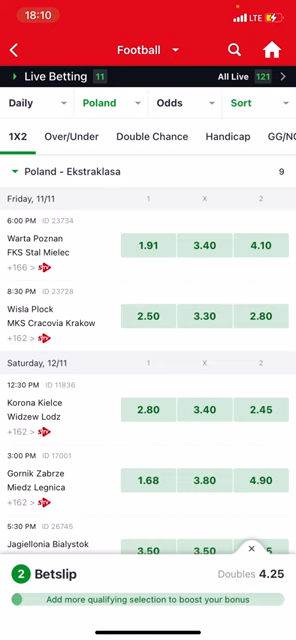 18:10
LTE
Football
Live Betting 11 All Live 121
Daily Poland Odds Sort
1X2 Over/Under Double Chance Handicap GG/NG
Poland - Ekstraklasa 9
Friday, 11/11 1 X 2
6:00 PM ID 23734
Warta Poznan
FKS Stal Mielec
1.91 3.40 4.10
+166 >
8:30 PM ID 23728
Wisla Plock
MKS Cracovia Krakow
2.50 3.30 2.80
+162 >
Saturday, 12/11 1 X 2
12:30 PM ID 11836
Korona Kielce
Widzew Lodz
2.80 3.40 2.45
+162 >
3:00 PM ID 17001
Gornik Zabrze
Miedz Legnica
1.68 3.80 4.90
+162 >
5:30 PM ID 26745
Jagiellonia Bialystok
3.50 3.50
2 Betslip Doubles 4.25
Add more qualifying selection to boost your bonus